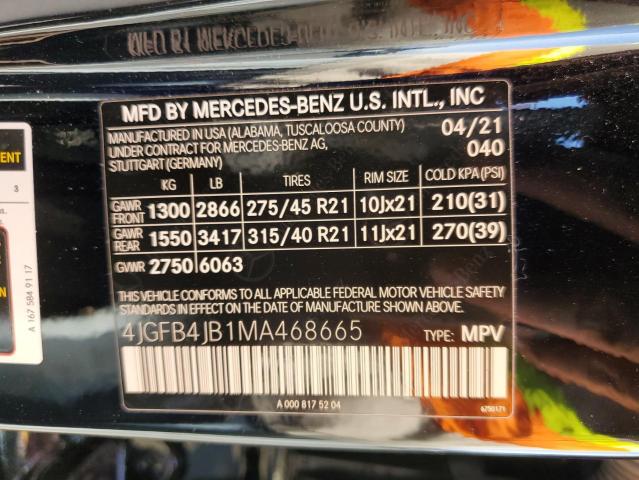 MFD BY MERCEDES-BENZ U.S. INTL., INC
MANUFACTURED IN USA (ALABAMA, TUSCALOOSA COUNTY) 04/21
UNDER CONTRACT FOR MERCEDES-BENZ AG, 040
STUTTGART (GERMANY)
KG LB TIRES RIM SIZE COLD KPA(PSI)
GAWR FRONT 1300 2866 275/45 R21 10Jx21 210(31)
GAWR REAR 1550 3417 315/40 R21 11Jx21 270(39)
GVWR 2750 6063
THIS VEHICLE CONFORMS TO ALL APPLICABLE FEDERAL MOTOR VEHICLE SAFETY
STANDARDS IN EFFECT ON THE DATE OF MANUFACTURE SHOWN ABOVE.
4JGFB4JB1MA468665 TYPE: MPV
A 000 817 52 04
6750171
3
A 167 584 91 17